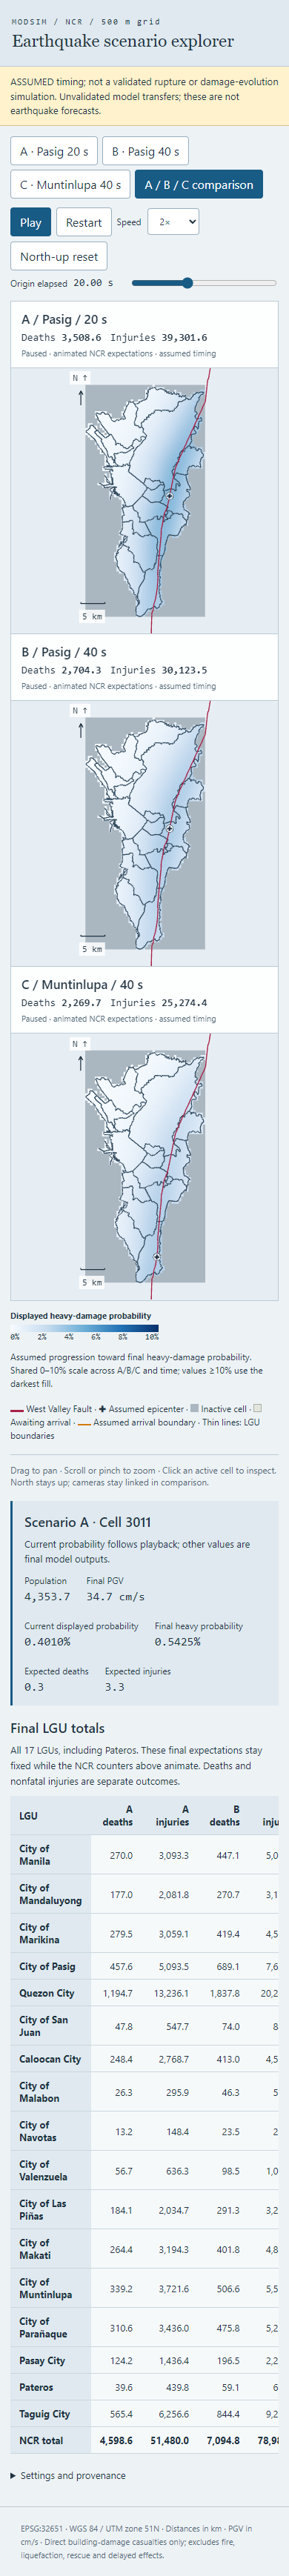 MODSIM / NCR / 500 m grid
Earthquake scenario explorer
ASSUMED timing; not a validated rupture or damage-evolution
simulation. Unvalidated model transfers; these are not
earthquake forecasts.
A · Pasig 20 s
B · Pasig 40 s
C · Muntinlupa 40 s
A / B / C comparison
Play
Restart
Speed
2×
North-up reset
Origin elapsed 20.00 s
A / Pasig / 20 s
Deaths 3,508.6 Injuries 39,301.6
Paused · animated NCR expectations · assumed timing
N ↑
5 km
B / Pasig / 40 s
Deaths 2,704.3 Injuries 30,123.5
Paused · animated NCR expectations · assumed timing
N ↑
5 km
C / Muntinlupa / 40 s
Deaths 2,269.7 Injuries 25,274.4
Paused · animated NCR expectations · assumed timing
N ↑
5 km
Displayed heavy-damage probability
0% 2% 4% 6% 8% 10%
Assumed progression toward final heavy-damage probability.
Shared 0–10% scale across A/B/C and time; values ≥10% use the
darkest fill.
West Valley Fault · Assumed epicenter · Inactive cell ·
Awaiting arrival · Assumed arrival boundary · Thin lines: LGU
boundaries
Drag to pan · Scroll or pinch to zoom · Click an active cell to inspect.
North stays up; cameras stay linked in comparison.
Scenario A · Cell 3011
Current probability follows playback; other values are
final model outputs.
Population Final PGV
4,353.7 34.7 cm/s
Current displayed probability Final heavy probability
0.4010% 0.5425%
Expected deaths Expected injuries
0.3 3.3
Final LGU totals
All 17 LGUs, including Pateros. These final expectations stay
fixed while the NCR counters above animate. Deaths and
nonfatal injuries are separate outcomes.
LGU A deaths A injuries B deaths
City of Manila 270.0 3,093.3 447.1
City of Mandaluyong 177.0 2,081.8 270.7
City of Marikina 279.5 3,059.1 419.4
City of Pasig 457.6 5,093.5 689.1
Quezon City 1,194.7 13,236.1 1,837.8
City of San Juan 47.8 547.7 74.0
Caloocan City 248.4 2,768.7 413.0
City of Malabon 26.3 295.9 46.3
City of Navotas 13.2 148.4 23.5
City of Valenzuela 56.7 636.3 98.5
City of Las Piñas 184.1 2,034.7 291.3
City of Makati 264.4 3,194.3 401.8
City of Muntinlupa 339.2 3,721.6 506.6
City of Parañaque 310.6 3,436.0 475.8
Pasay City 124.2 1,436.4 196.5
Pateros 39.6 439.8 59.1
Taguig City 565.4 6,256.6 844.4
NCR total 4,598.6 51,480.0 7,094.8
Settings and provenance
EPSG:32651 · WGS 84 / UTM zone 51N · Distances in km · PGV in
cm/s · Direct building-damage casualties only; excludes fire,
liquefaction, rescue and delayed effects.